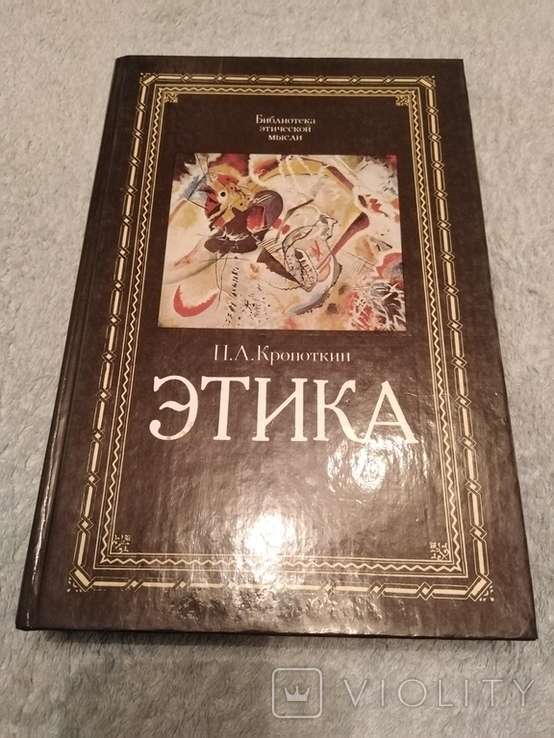 Библиотека
этической
мысли
П.А.Кропоткин
ЭТИКА
VIOLITY